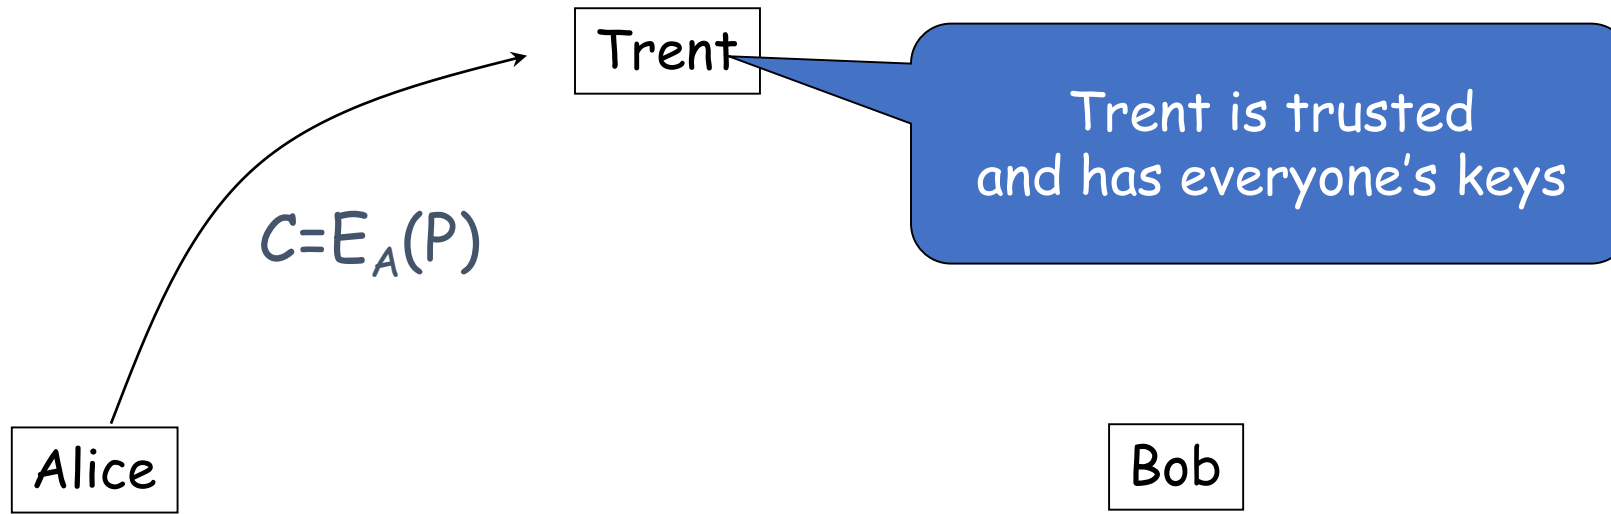 Trent
Trent is trusted
and has everyone’s keys
C=E_A(P)
Alice
Bob